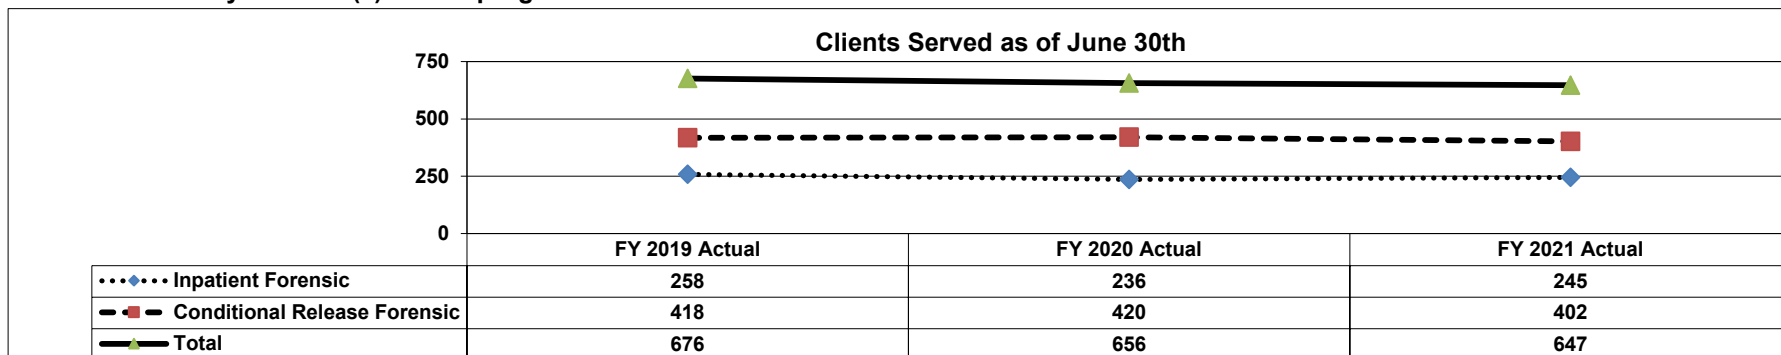 Clients Served as of June 30th
750
500
250
0
FY 2019 Actual FY 2020 Actual FY 2021 Actual
Inpatient Forensic 258 236 245
Conditional Release Forensic 418 420 402
Total 676 656 647